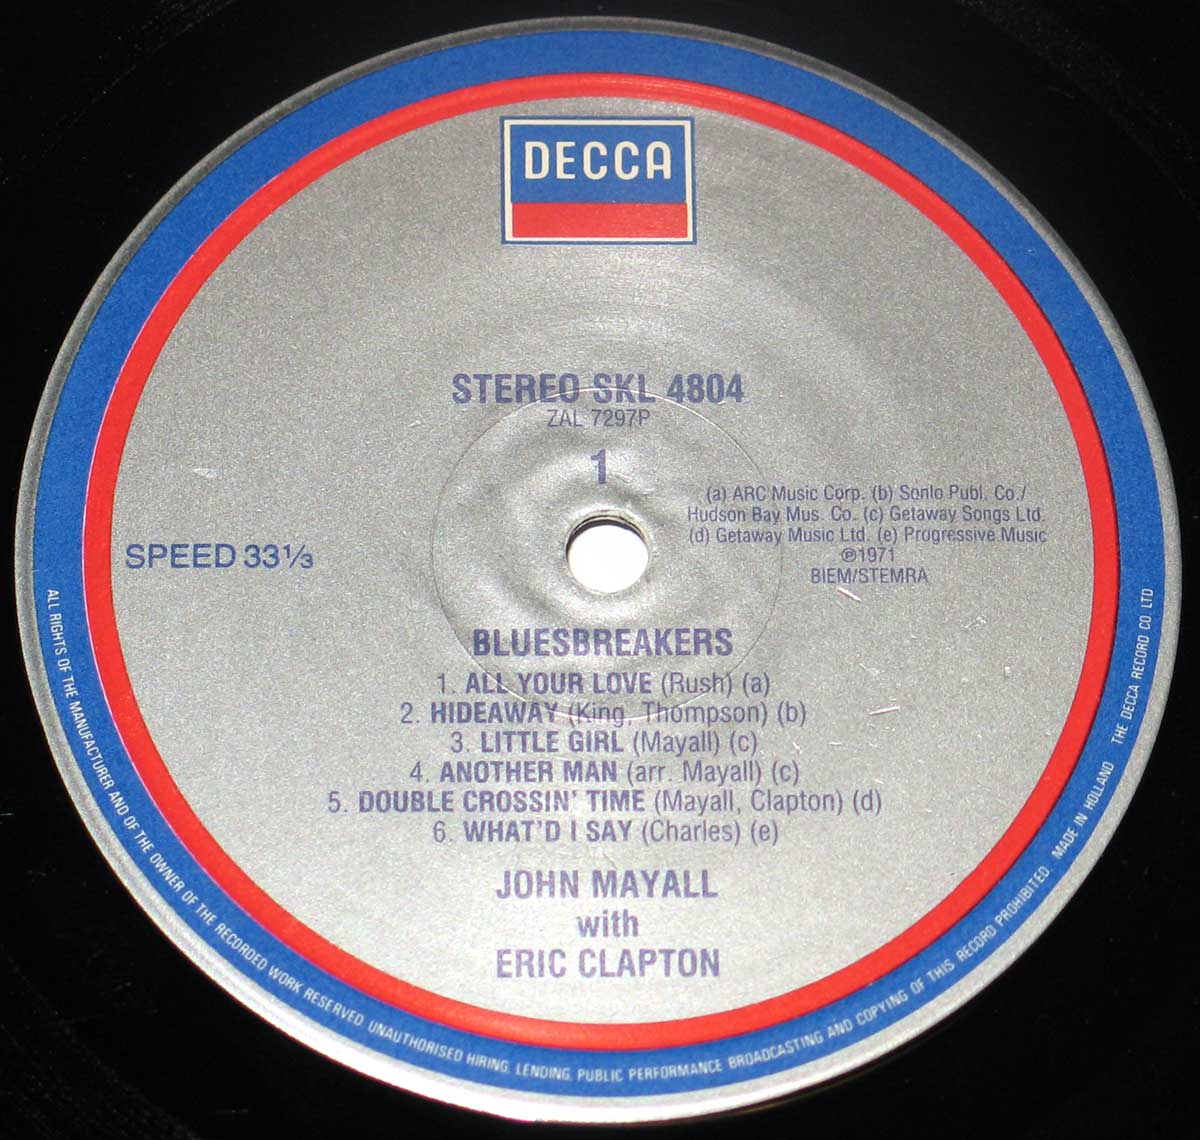 DECCA
STEREO SKL 4804
ZAL 7297P
1
(a) ARC Music Corp. (b) Sonlo Publ. Co./
Hudson Bay Mus. Co. (c) Getaway Songs Ltd.
(d) Getaway Music Ltd. (e) Progressive Music
℗1971
BIEM/STEMRA
SPEED 33⅓
BLUESBREAKERS
1. ALL YOUR LOVE (Rush) (a)
2. HIDEAWAY (King, Thompson) (b)
3. LITTLE GIRL (Mayall) (c)
4. ANOTHER MAN (arr. Mayall) (c)
5. DOUBLE CROSSIN' TIME (Mayall, Clapton) (d)
6. WHAT'D I SAY (Charles) (e)
JOHN MAYALL
with
ERIC CLAPTON
ALL RIGHTS OF THE MANUFACTURER AND OF THE OWNER OF THE RECORDED WORK RESERVED. UNAUTHORISED HIRING, LENDING, PUBLIC PERFORMANCE BROADCASTING AND COPYING OF THIS RECORD PROHIBITED. MADE IN HOLLAND THE DECCA RECORD CO. LTD